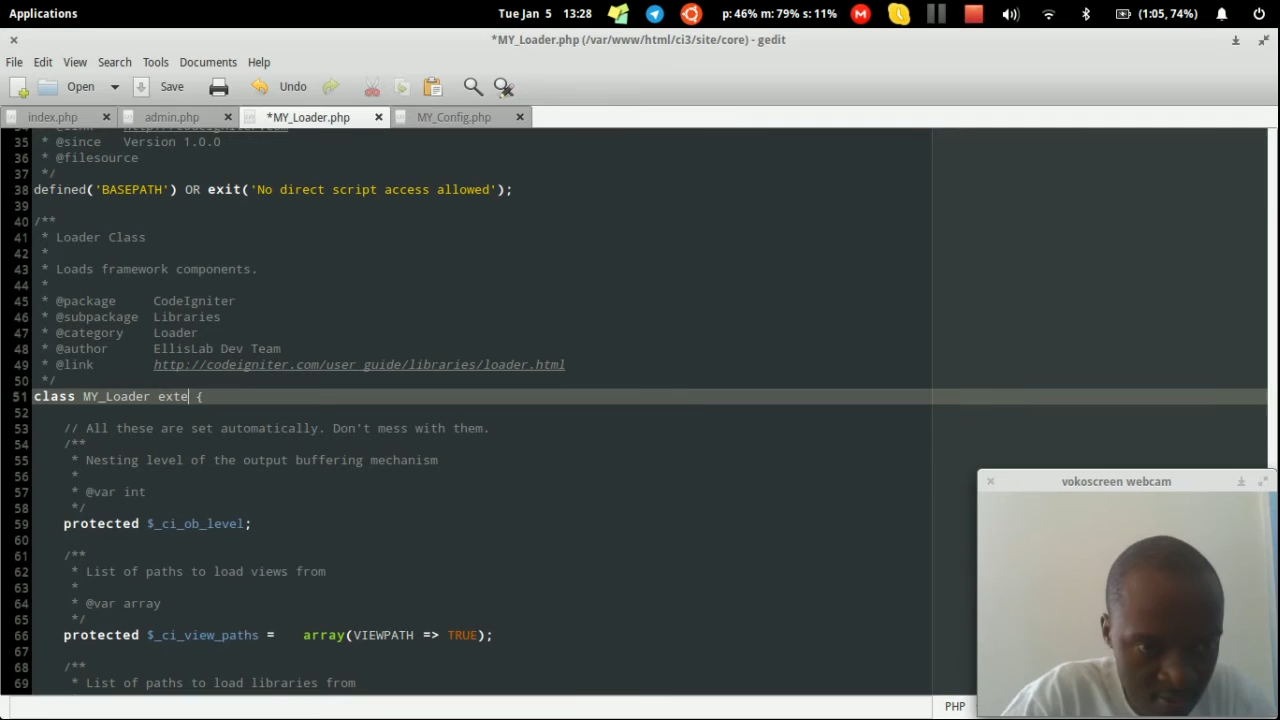 Applications
Tue Jan 5 13:28
p: 46% m: 79% s: 11%
(1:05, 74%)
*MY_Loader.php (/var/www/html/ci3/site/core) - gedit
File Edit View Search Tools Documents Help
Open Save Undo
index.php admin.php *MY_Loader.php MY_Config.php
35 * @since Version 1.0.0
36 * @filesource
37 */
38 defined('BASEPATH') OR exit('No direct script access allowed');
39
40 /**
41 * Loader Class
42 *
43 * Loads framework components.
44 *
45 * @package CodeIgniter
46 * @subpackage Libraries
47 * @category Loader
48 * @author EllisLab Dev Team
49 * @link http://codeigniter.com/user_guide/libraries/loader.html
50 */
51 class MY_Loader exte {
52
53 // All these are set automatically. Don't mess with them.
54 /**
55 * Nesting level of the output buffering mechanism
56 *
57 * @var int
58 */
59 protected $_ci_ob_level;
60
61 /**
62 * List of paths to load views from
63 *
64 * @var array
65 */
66 protected $_ci_view_paths = array(VIEWPATH => TRUE);
67
68 /**
69 * List of paths to load libraries from
vokoscreen webcam
PHP